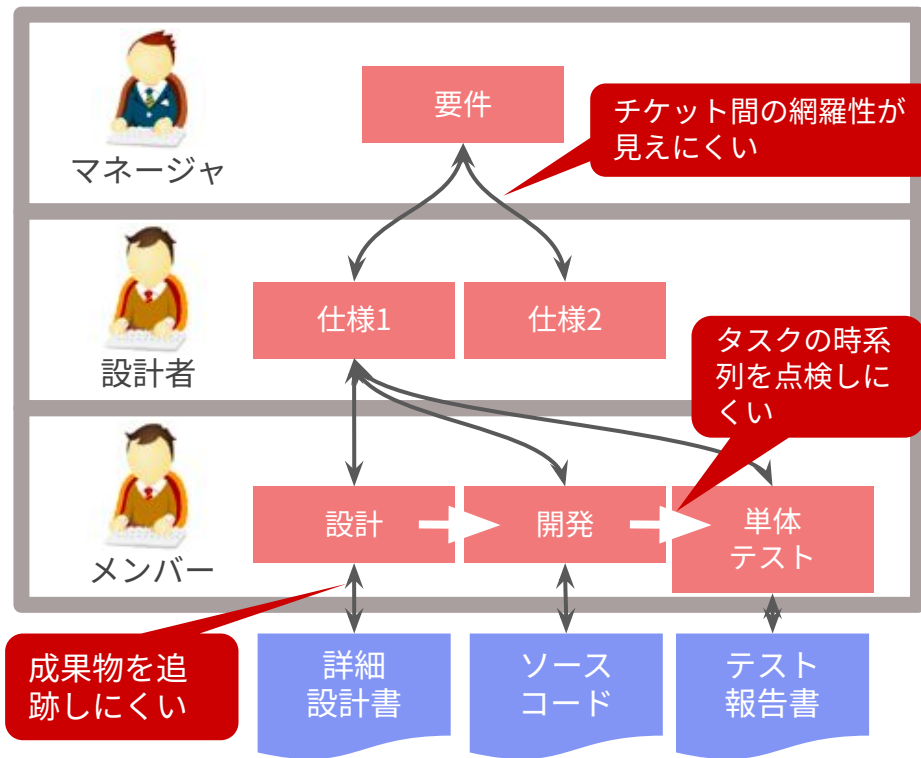 要件
チケット間の網羅性が
見えにくい
マネージャ
仕様1
仕様2
設計者
タスクの時系
列を点検しに
くい
設計
開発
単体
テスト
メンバー
成果物を追
跡しにくい
詳細
設計書
ソース
コード
テスト
報告書